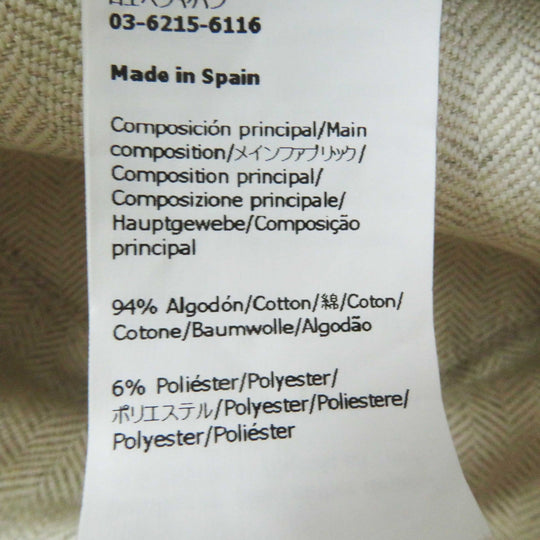 03-6215-6116
Made in Spain
Composición principal/Main
composition/メインファブリック/
Composition principal/
Composizione principale/
Hauptgewebe/Composição
principal
94% Algodón/Cotton/綿/Coton/
Cotone/Baumwolle/Algodão
6% Poliéster/Polyester/
ポリエステル/Polyester/Poliestere/
Polyester/Poliéster